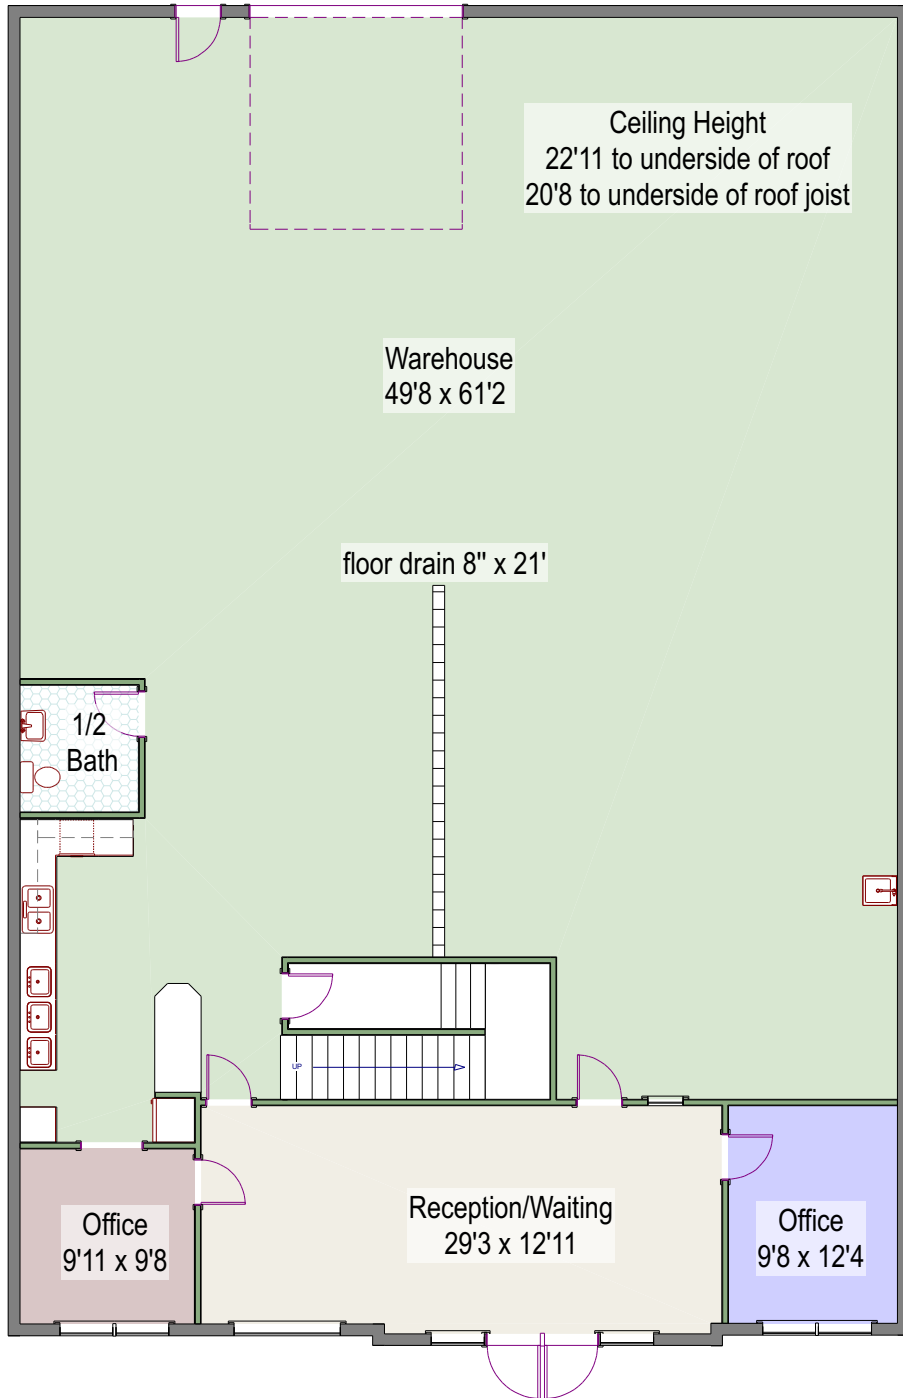 Ceiling Height
22'11 to underside of roof
20'8 to underside of roof joist
Warehouse
49'8 x 61'2
floor drain 8" x 21'
1/2
Bath
UP
Reception/Waiting
29'3 x 12'11
Office
9'11 x 9'8
Office
9'8 x 12'4